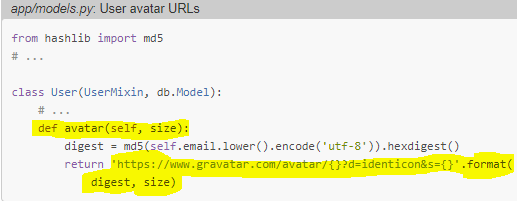 app/models.py: User avatar URLs
from hashlib import md5
# ...
class User(UserMixin, db.Model):
# ...
def avatar(self, size):
digest = md5(self.email.lower().encode('utf-8')).hexdigest()
return 'https://www.gravatar.com/avatar/{}?d=identicon&s={}'.format(
digest, size)